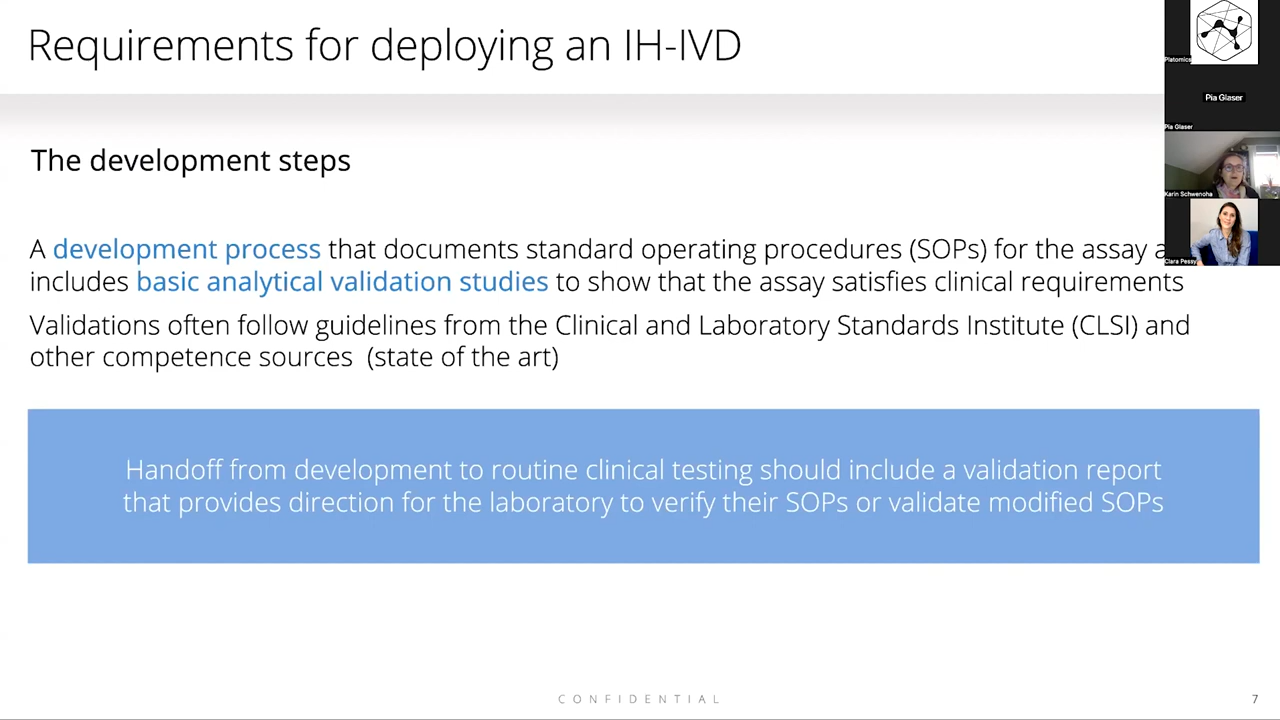 Requirements for deploying an IH-IVD
Platomics
Pia Glaser
Pia Glaser
Karin Schwenoha
Clara Pessy
The development steps
A development process that documents standard operating procedures (SOPs) for the assay
includes basic analytical validation studies to show that the assay satisfies clinical requirements
Validations often follow guidelines from the Clinical and Laboratory Standards Institute (CLSI) and
other competence sources (state of the art)
Handoff from development to routine clinical testing should include a validation report
that provides direction for the laboratory to verify their SOPs or validate modified SOPs
CONFIDENTIAL
7